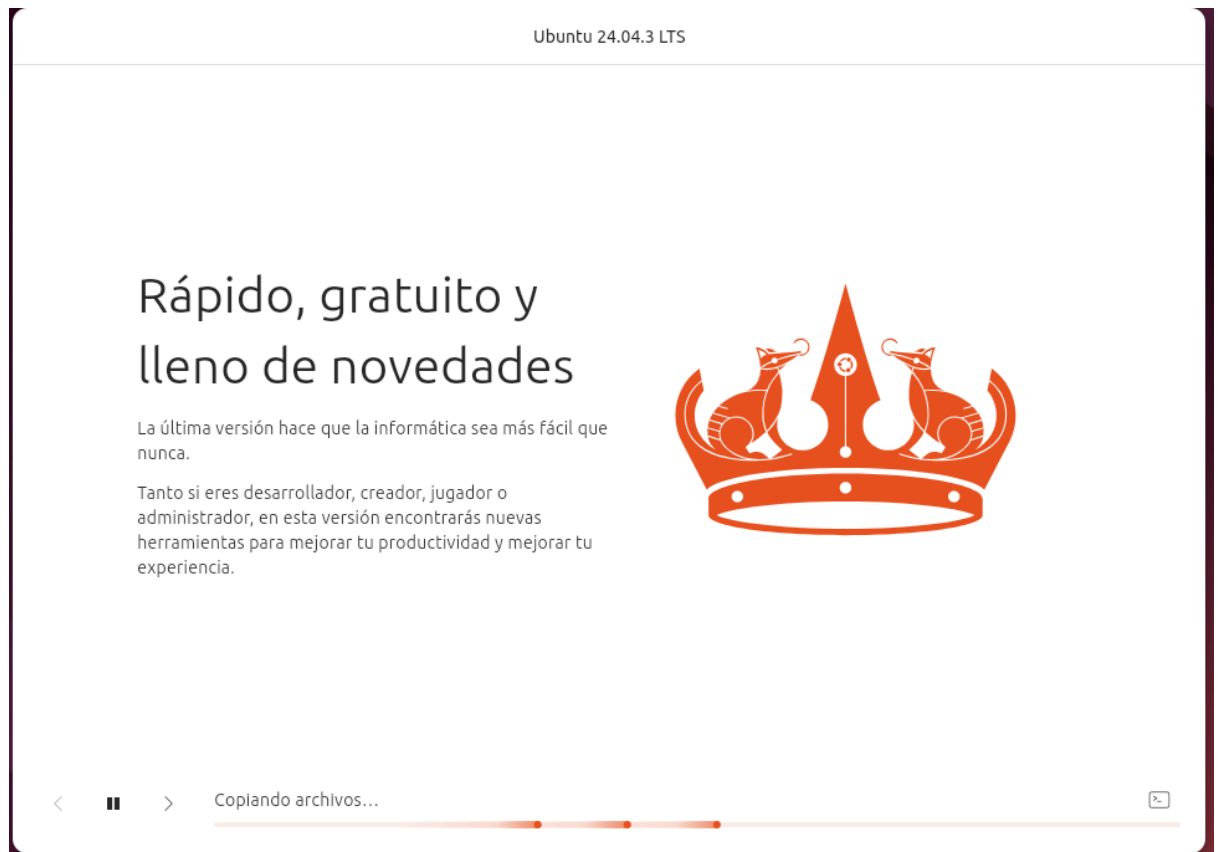 Ubuntu 24.04.3 LTS
Rápido, gratuito y
lleno de novedades
La última versión hace que la informática sea más fácil que
nunca.
Tanto si eres desarrollador, creador, jugador o
administrador, en esta versión encontrarás nuevas
herramientas para mejorar tu productividad y mejorar tu
experiencia.
Copiando archivos...